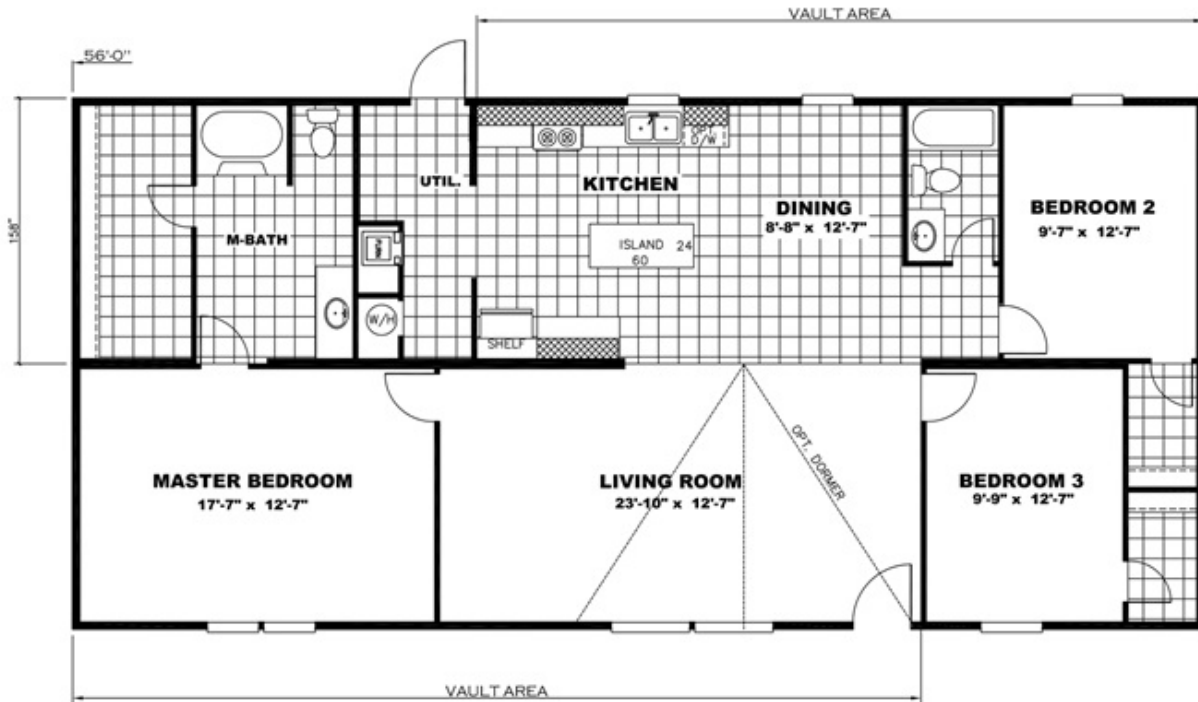 VAULT AREA
56'-0"
158"
UTIL.
KITCHEN
OPT.
D/W
DINING
8'-8" x 12'-7"
BEDROOM 2
9'-7" x 12'-7"
M-BATH
FURN.
ISLAND 24
60
W/H
SHELF
MASTER BEDROOM
17'-7" x 12'-7"
LIVING ROOM
23'-10" x 12'-7"
OPT. DORMER
BEDROOM 3
9'-9" x 12'-7"
VAULT AREA